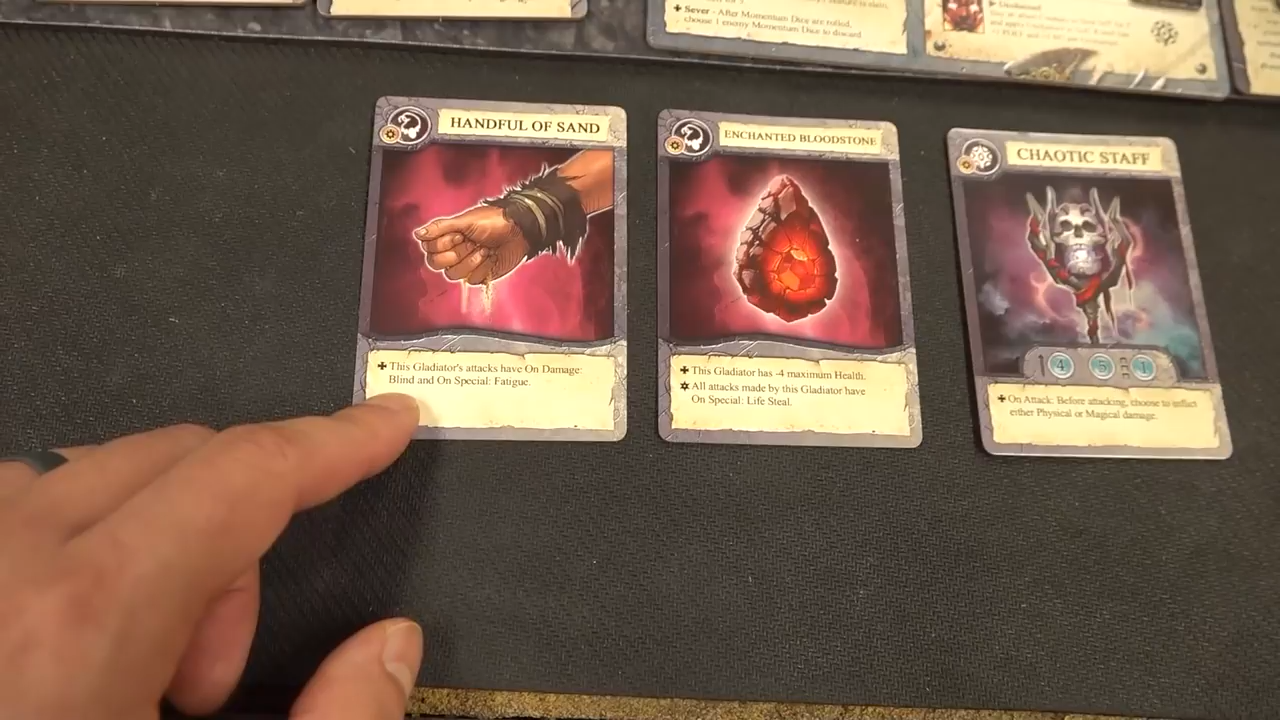 Sever - After Momentum Dice are rolled,
choose 1 enemy Momentum Dice to discard
HANDFUL OF SAND
This Gladiator's attacks have On Damage:
Blind and On Special: Fatigue.
ENCHANTED BLOODSTONE
This Gladiator has -4 maximum Health.
All attacks made by this Gladiator have
On Special: Life Steal.
CHAOTIC STAFF
4 5 1
On Attack: Before attacking, choose to inflict
either Physical or Magical damage.